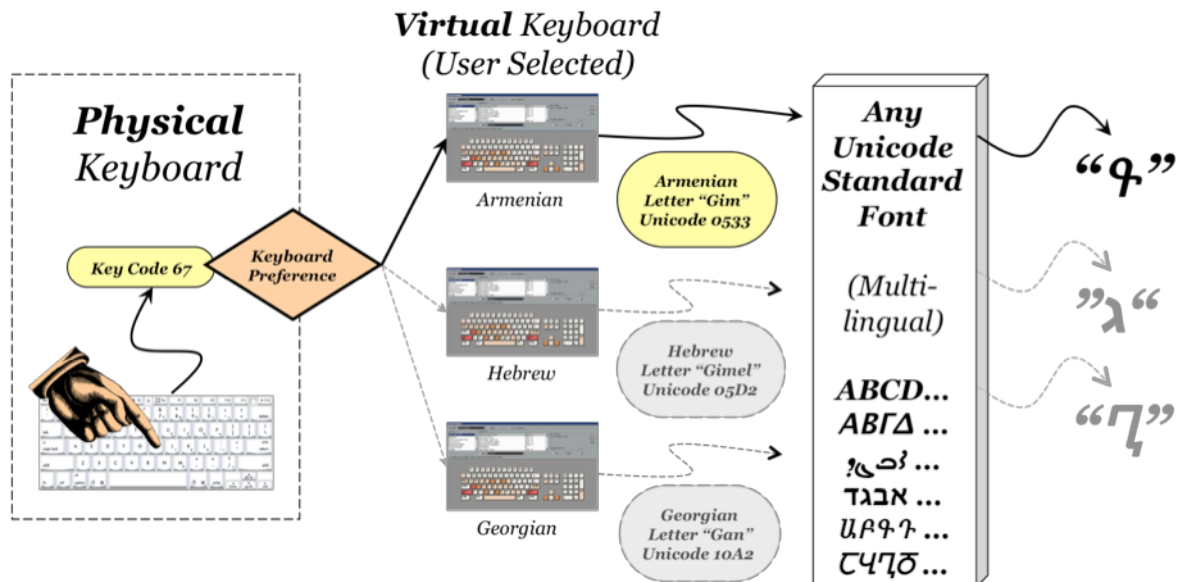 Physical
Keyboard
Key Code 67
Keyboard
Preference
Virtual Keyboard
(User Selected)
Armenian
Hebrew
Georgian
Armenian
Letter “Gim”
Unicode 0533
Hebrew
Letter “Gimel”
Unicode 05D2
Georgian
Letter “Gan”
Unicode 10A2
Any
Unicode
Standard
Font
(Multi-
lingual)
ABCD...
ΑΒΓΔ ...
ܐܒܓܕ ...
אבגד ...
ԱԲԳԴ ...
ႠႡႢႣ ...
“Գ”
”ג“
“Ⴂ”